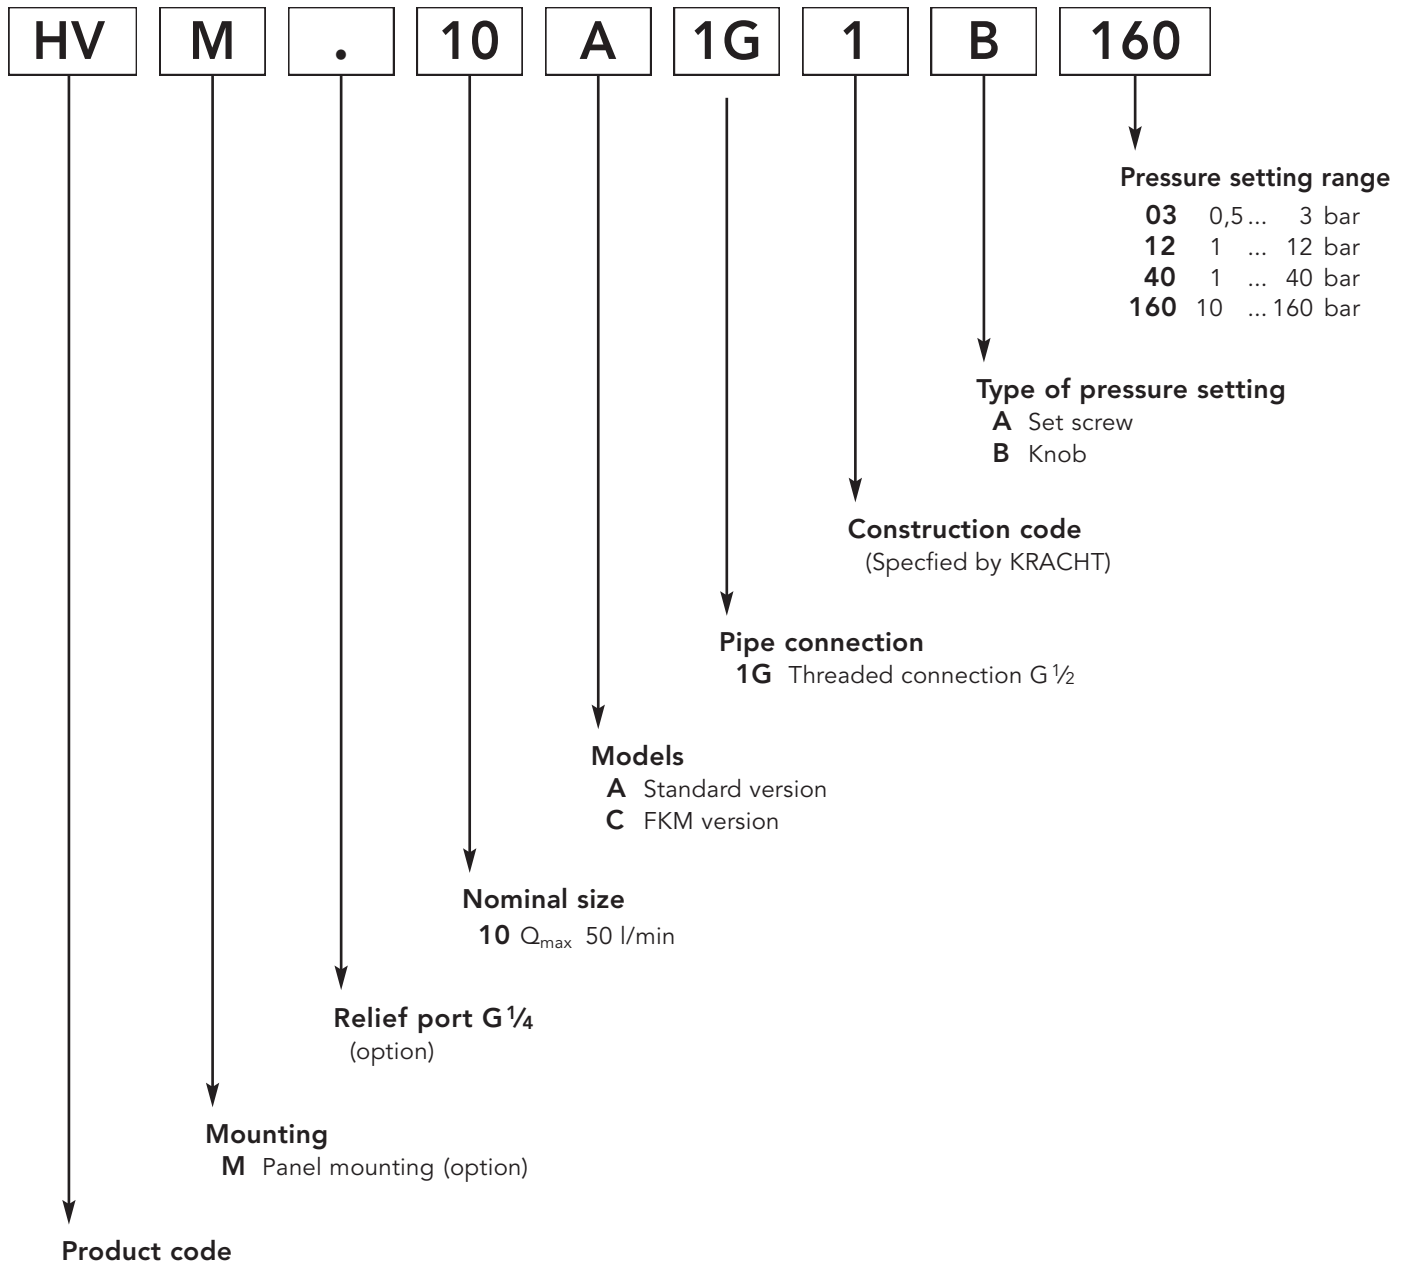 HV M . 10 A 1G 1 B 160
Pressure setting range
03 0,5 ... 3 bar
12 1 ... 12 bar
40 1 ... 40 bar
160 10 ... 160 bar
Type of pressure setting
A Set screw
B Knob
Construction code
(Specfied by KRACHT)
Pipe connection
1G Threaded connection G ½
Models
A Standard version
C FKM version
Nominal size
10 Qmax 50 l/min
Relief port G ¼
(option)
Mounting
M Panel mounting (option)
Product code